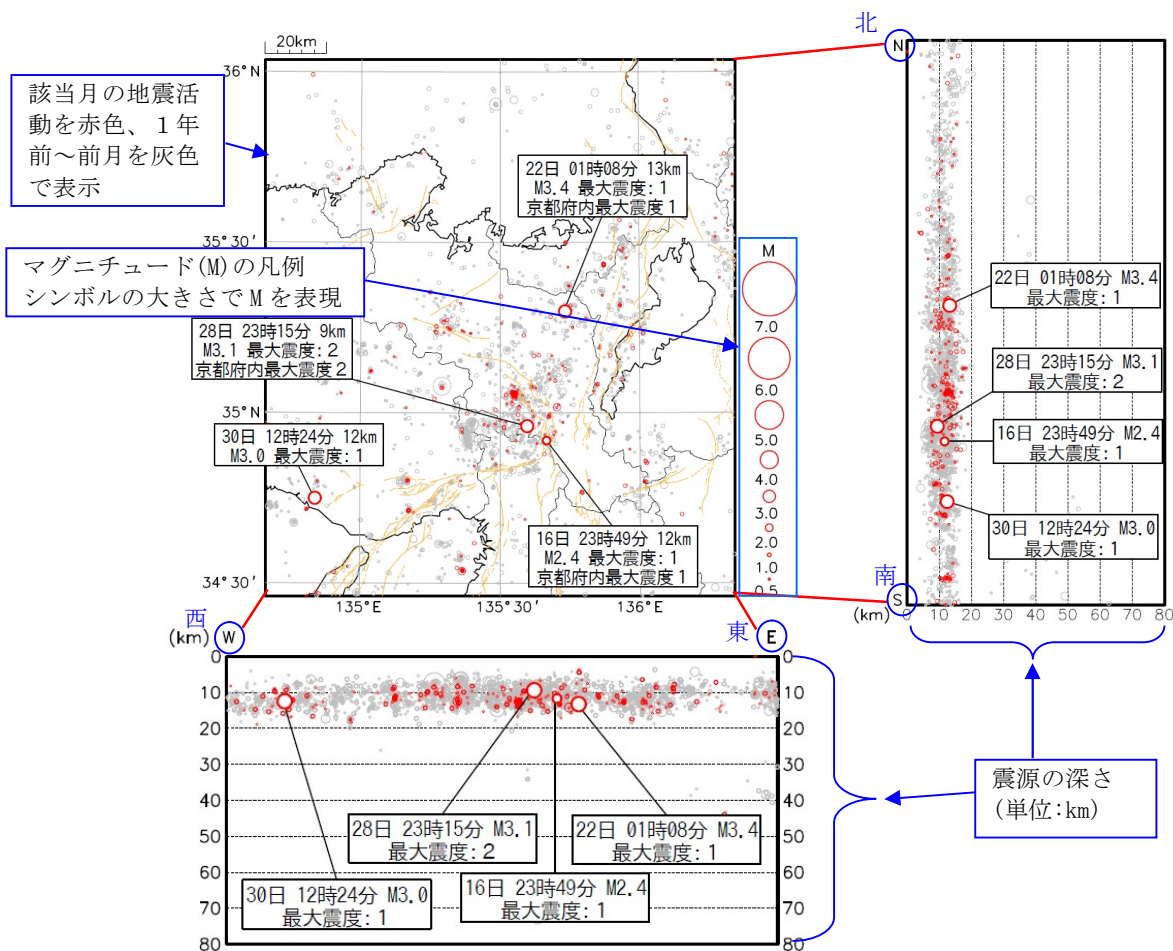 20km
36°N
35°30′
35°N
34°30′
135°E
135°30′
136°E
該当月の地震活
動を赤色、1年
前～前月を灰色
で表示
22日 01時08分 13km
M3.4 最大震度:1
京都府内最大震度1
マグニチュード(M)の凡例
シンボルの大きさでMを表現
28日 23時15分 9km
M3.1 最大震度:2
京都府内最大震度2
30日 12時24分 12km
M3.0 最大震度:1
16日 23時49分 12km
M2.4 最大震度:1
京都府内最大震度1
M
7.0
6.0
5.0
4.0
3.0
2.0
1.0
0.5
北
N
22日 01時08分 M3.4
最大震度:1
28日 23時15分 M3.1
最大震度:2
16日 23時49分 M2.4
最大震度:1
30日 12時24分 M3.0
最大震度:1
南
S
(km)
0 10 20 30 40 50 60 70 80
西
(km) W
東
E
0
10
20
30
40
50
60
70
80
28日 23時15分 M3.1
最大震度:2
22日 01時08分 M3.4
最大震度:1
30日 12時24分 M3.0
最大震度:1
16日 23時49分 M2.4
最大震度:1
0
10
20
30
40
50
60
70
80
震源の深さ
(単位:km)